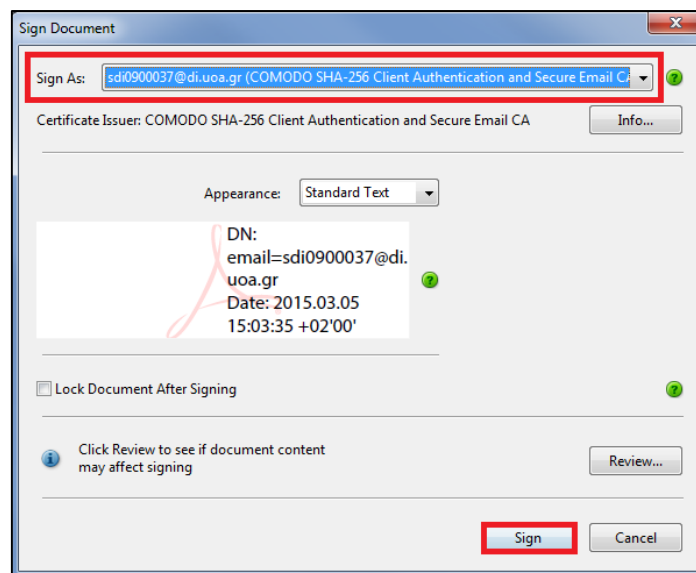 Sign Document
Sign As: sdi0900037@di.uoa.gr (COMODO SHA-256 Client Authentication and Secure Email CA
Certificate Issuer: COMODO SHA-256 Client Authentication and Secure Email CA Info...
Appearance: Standard Text
DN:
email=sdi0900037@di.
uoa.gr
Date: 2015.03.05
15:03:35 +02'00'
Lock Document After Signing
Click Review to see if document content
may affect signing
Review...
Sign Cancel